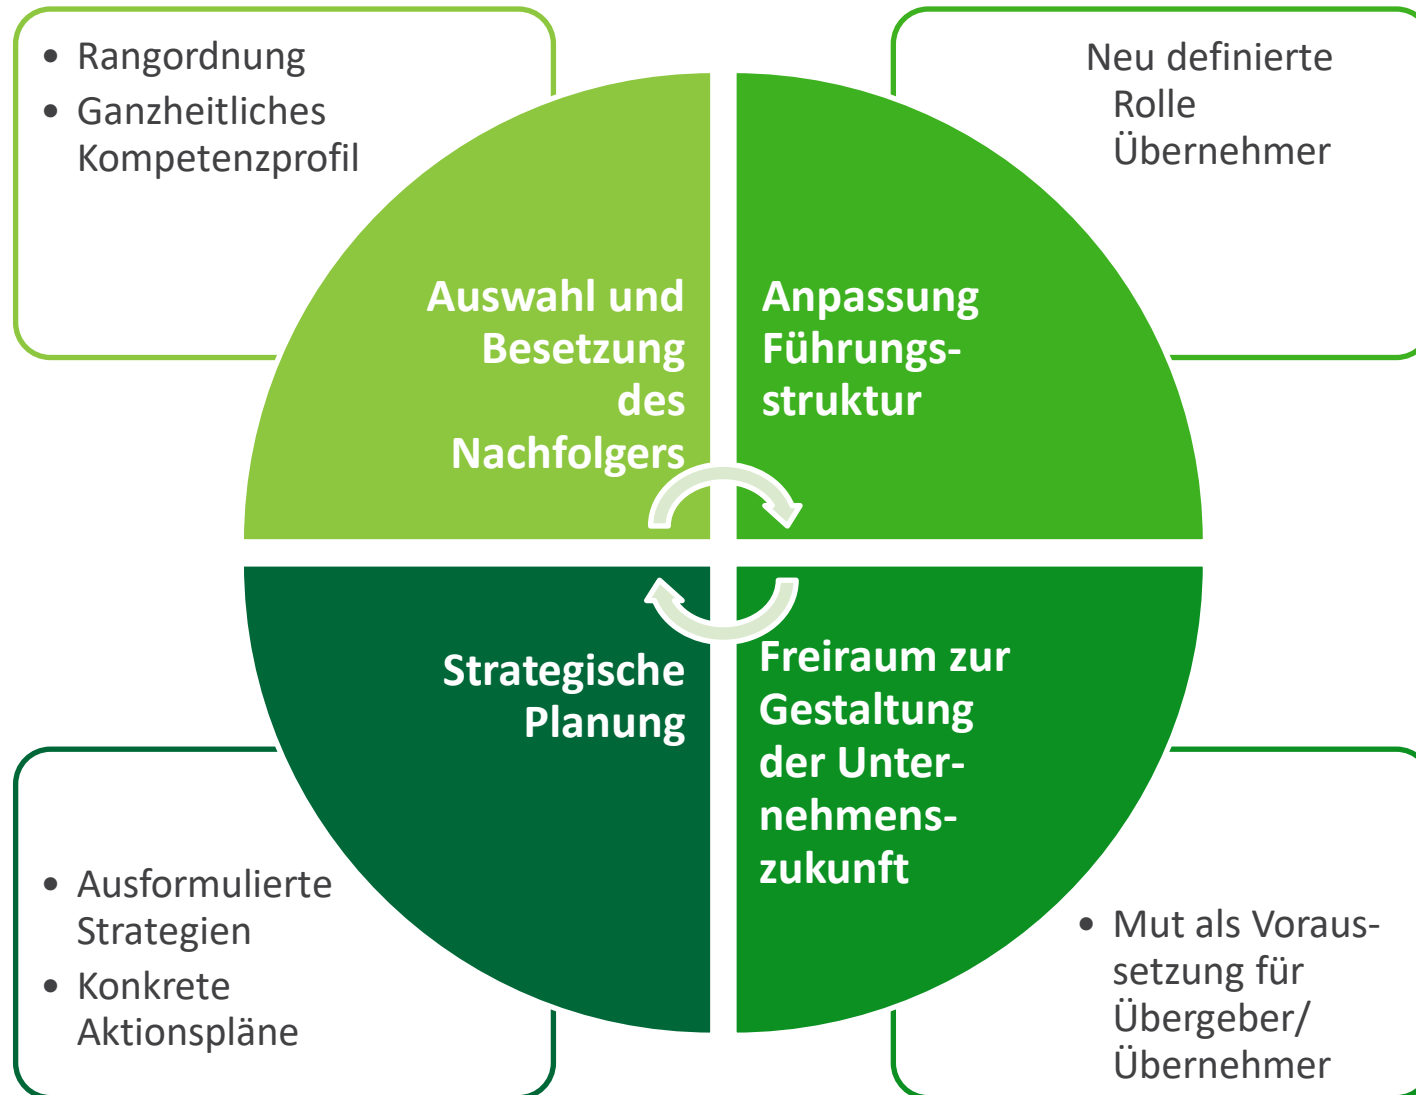 • Rangordnung
• Ganzheitliches
Kompetenzprofil
Neu definierte
Rolle
Übernehmer
Auswahl und
Besetzung
des
Nachfolgers
Anpassung
Führungs-
struktur
Strategische
Planung
Freiraum zur
Gestaltung
der Unter-
nehmens-
zukunft
• Ausformulierte
Strategien
• Konkrete
Aktionspläne
• Mut als Voraus-
setzung für
Übergeber/
Übernehmer